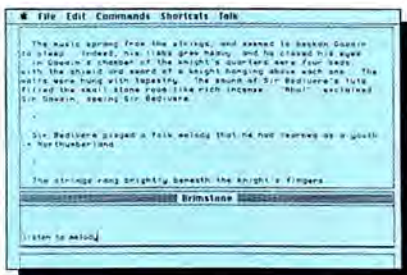 File Edit Commands Shortcuts Talk
The music sprang from the strings, and seemed to beckon Gawain
to sleep. Indeed, his limbs grew heavy, and he closed his eyes
in Gawain's chamber of the knight's quarters were four beds,
with the shield and sword of a knight hanging above each one. The
walls were hung with tapestry. The sound of Sir Bedivere's lute
filled the small stone room like rich incense. "Aha!" exclaimed
Sir Gawain, seeing Sir Bedivere.
Sir Bedivere played a folk melody that he had learned as a youth
in Northumberland.
The strings rang brightly beneath the knight's fingers.
Brimstone
listen to melody